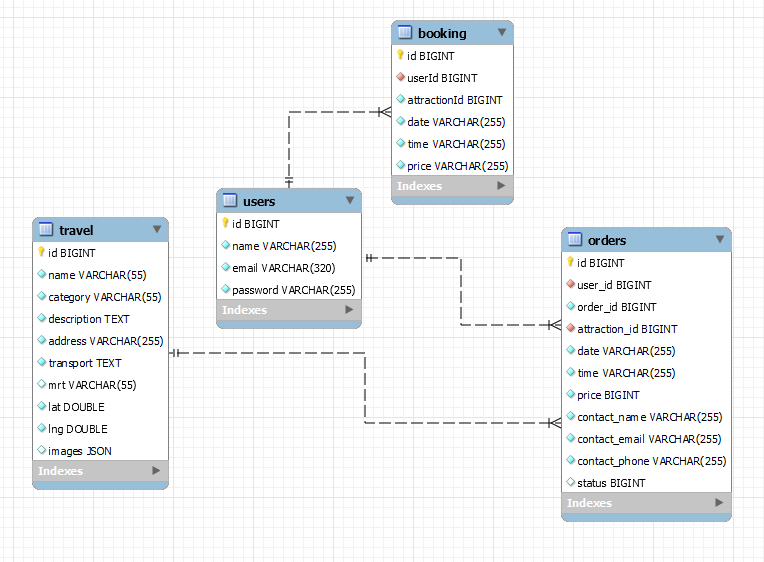 booking
id BIGINT
userId BIGINT
attractionId BIGINT
date VARCHAR(255)
time VARCHAR(255)
price VARCHAR(255)
Indexes
users
id BIGINT
name VARCHAR(255)
email VARCHAR(320)
password VARCHAR(255)
Indexes
travel
id BIGINT
name VARCHAR(55)
category VARCHAR(55)
description TEXT
address VARCHAR(255)
transport TEXT
mrt VARCHAR(55)
lat DOUBLE
lng DOUBLE
images JSON
Indexes
orders
id BIGINT
user_id BIGINT
order_id BIGINT
attraction_id BIGINT
date VARCHAR(255)
time VARCHAR(255)
price BIGINT
contact_name VARCHAR(255)
contact_email VARCHAR(255)
contact_phone VARCHAR(255)
status BIGINT
Indexes